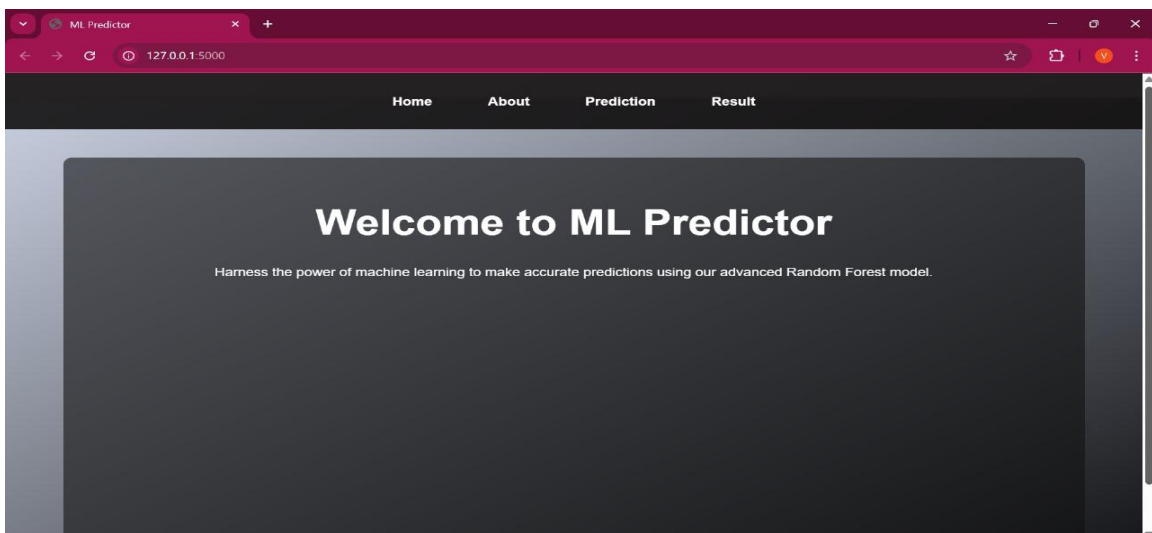 ML Predictor
127.0.0.1:5000
V
Home About Prediction Result
Welcome to ML Predictor
Harness the power of machine learning to make accurate predictions using our advanced Random Forest model.